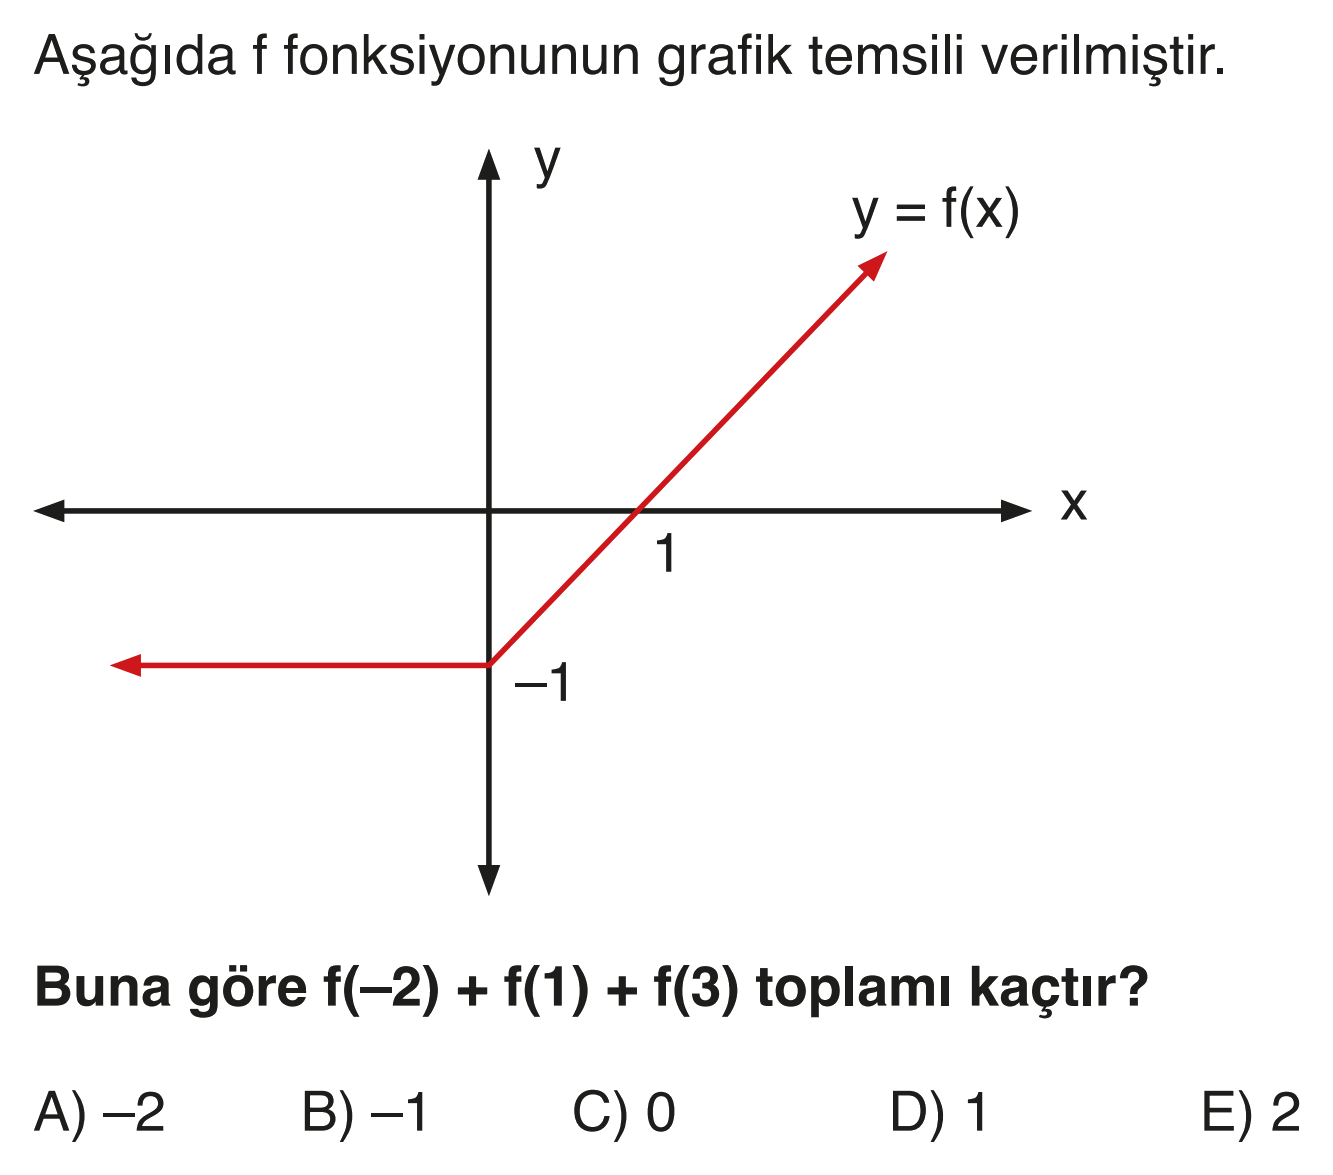 Aşağıda f fonksiyonunun grafik temsili verilmiştir.
y
y = f(x)
x
1
–1
Buna göre f(–2) + f(1) + f(3) toplamı kaçtır?
A) –2 B) –1 C) 0 D) 1 E) 2